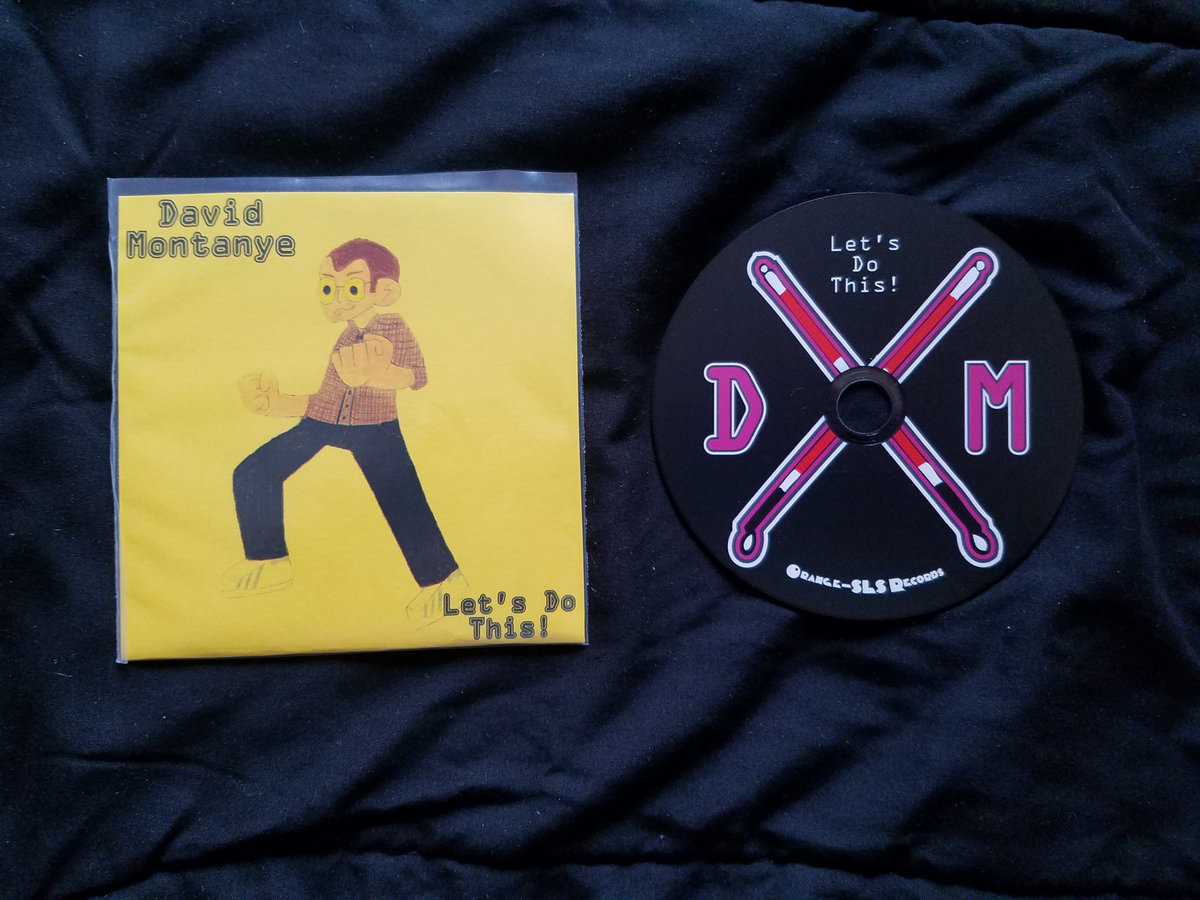 David
Montanye
Let's Do
This!
Let's
Do
This!
D M
Orange-SLS Records